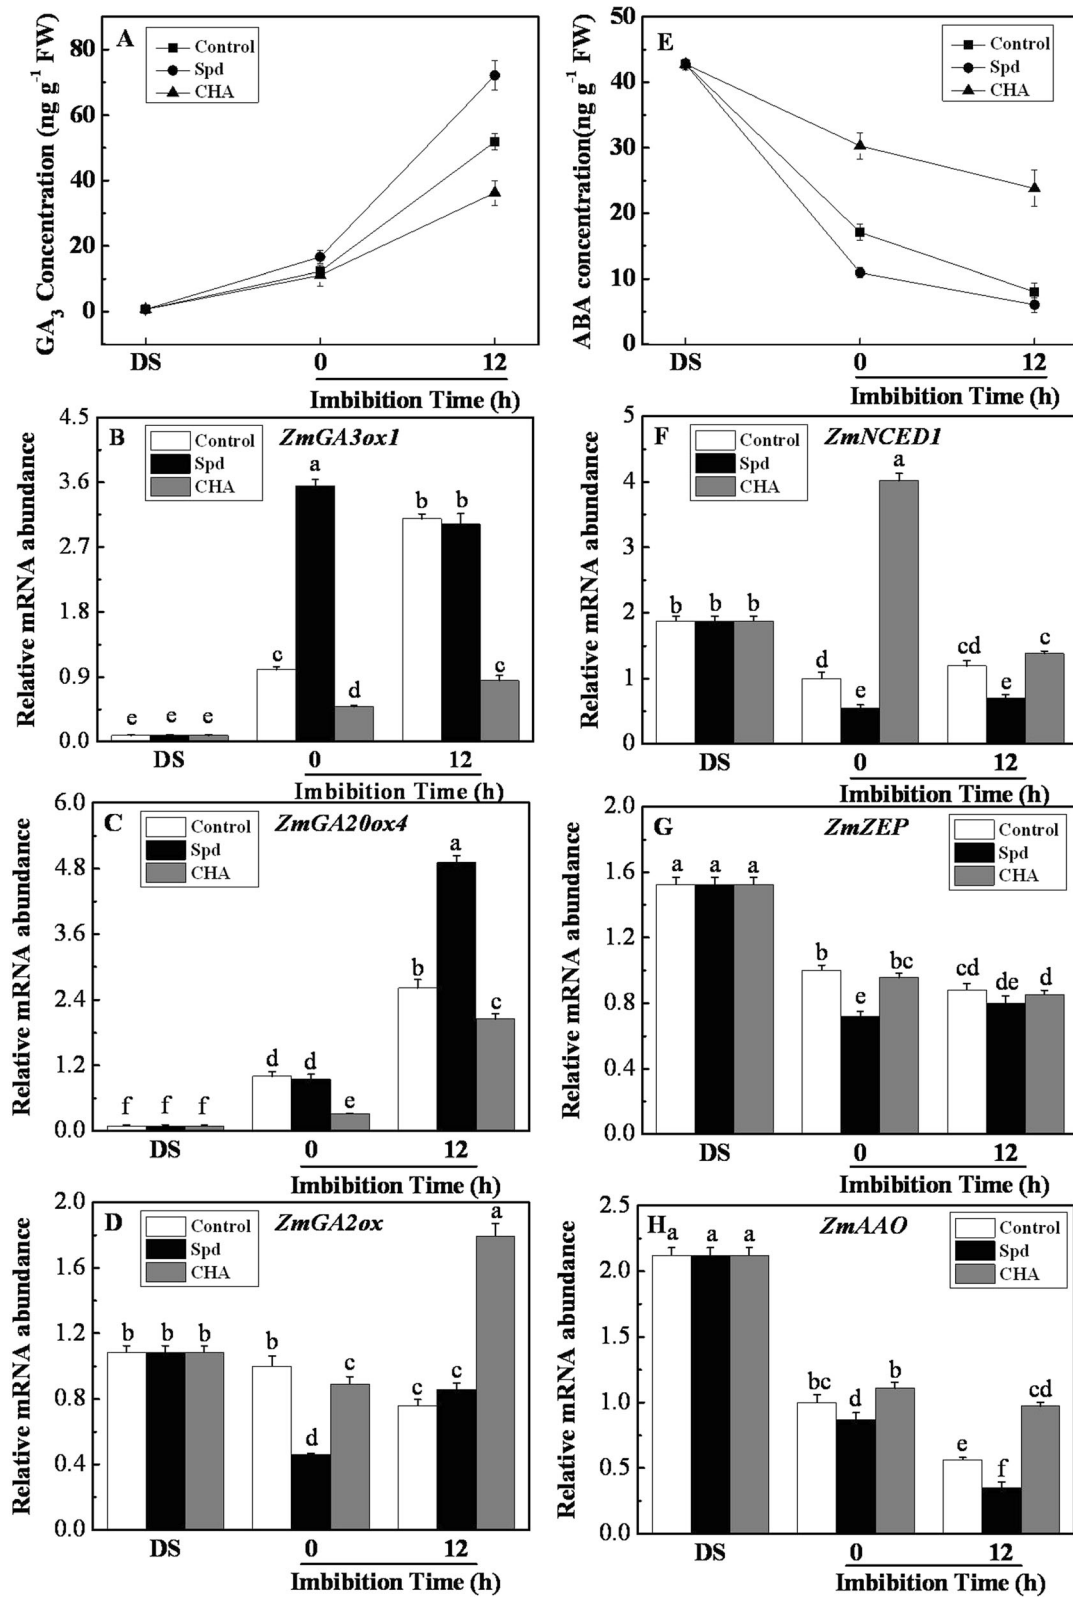 A
Control
Spd
CHA
GA3 Concentration (ng g-1 FW)
80
60
40
20
0
DS 0 12
Imbibition Time (h)
E
Control
Spd
CHA
ABA concentration(ng g-1 FW)
50
40
30
20
10
0
DS 0 12
Imbibition Time (h)
B ZmGA3ox1
Control
Spd
CHA
Relative mRNA abundance
4.5
3.6
2.7
1.8
0.9
0.0
e e e c a d b b c
DS 0 12
Imbibition Time (h)
F ZmNCED1
Control
Spd
CHA
Relative mRNA abundance
5
4
3
2
1
0
b b b d e a d e c
DS 0 12
Imbibition Time (h)
C ZmGA20ox4
Control
Spd
CHA
Relative mRNA abundance
6.0
4.8
3.6
2.4
1.2
0.0
f f f d d e b a c
DS 0 12
Imbibition Time (h)
G ZmZEP
Control
Spd
CHA
Relative mRNA abundance
2.0
1.6
1.2
0.8
0.4
0.0
a a a b e bc cd de d
DS 0 12
Imbibition Time (h)
D ZmGA2ox
Control
Spd
CHA
Relative mRNA abundance
2.0
1.6
1.2
0.8
0.4
0.0
b b b b d c c c a
DS 0 12
Imbibition Time (h)
H ZmAAO
Control
Spd
CHA
Relative mRNA abundance
2.5
2.0
1.5
1.0
0.5
0.0
a a a bc d b e f cd
DS 0 12
Imbibition Time (h)